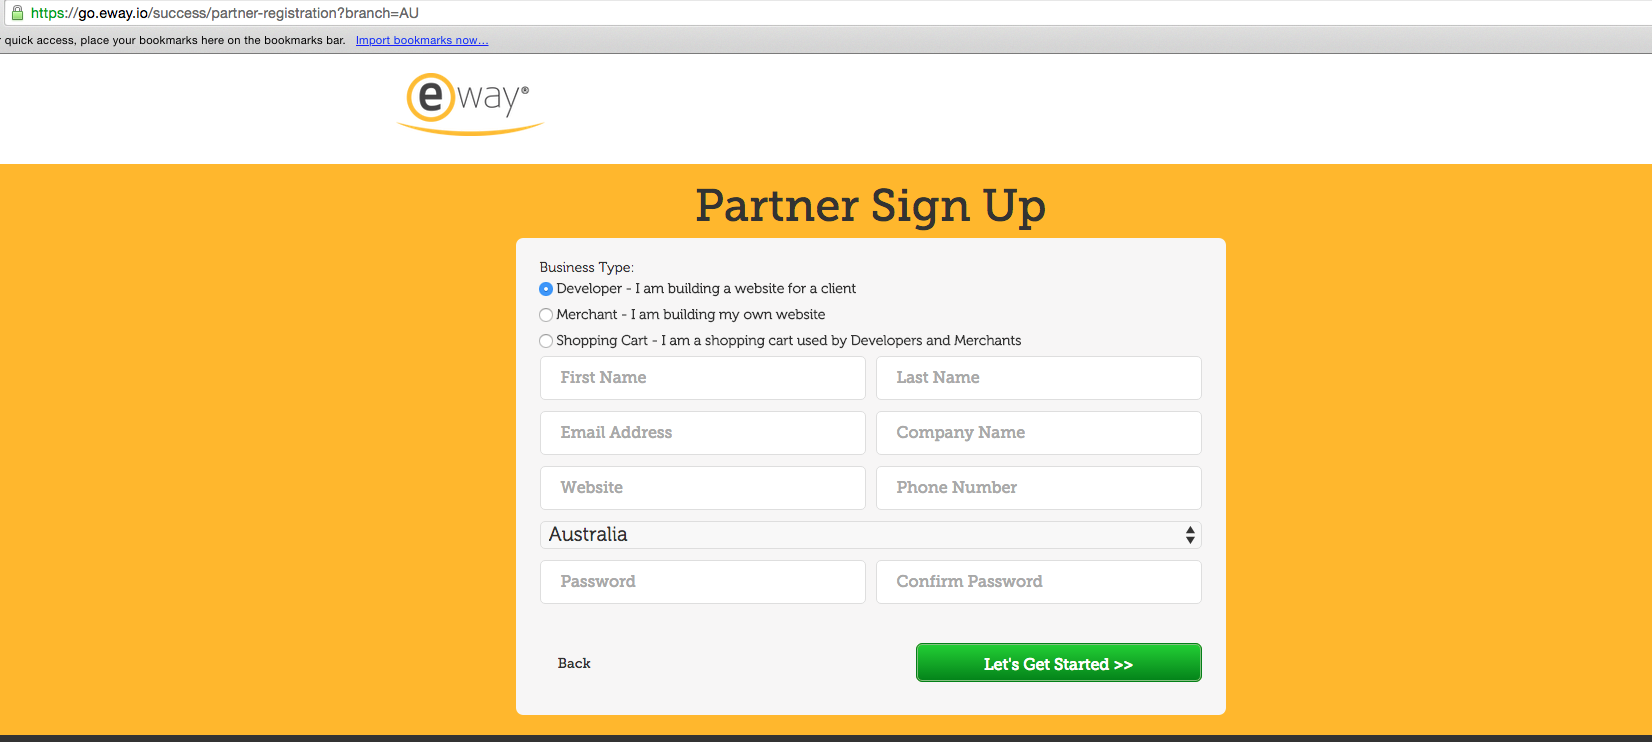 https://go.eway.io/success/partner-registration?branch=AU
quick access, place your bookmarks here on the bookmarks bar. Import bookmarks now...
eway®
Partner Sign Up
Business Type:
Developer - I am building a website for a client
Merchant - I am building my own website
Shopping Cart - I am a shopping cart used by Developers and Merchants
First Name Last Name
Email Address Company Name
Website Phone Number
Australia
Password Confirm Password
Back Let's Get Started >>